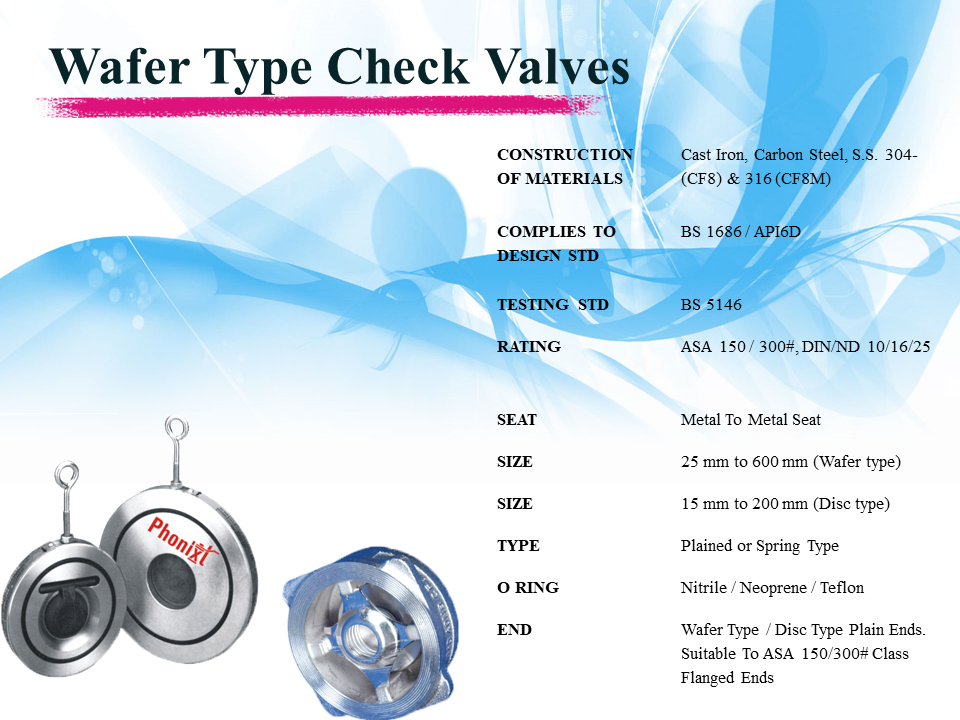 Wafer Type Check Valves
CONSTRUCTION OF MATERIALS
Cast Iron, Carbon Steel, S.S. 304-
(CF8) & 316 (CF8M)
COMPLIES TO DESIGN STD
BS 1686 / API6D
TESTING STD
BS 5146
RATING
ASA 150 / 300#, DIN/ND 10/16/25
SEAT
Metal To Metal Seat
SIZE
25 mm to 600 mm (Wafer type)
SIZE
15 mm to 200 mm (Disc type)
TYPE
Plained or Spring Type
O RING
Nitrile / Neoprene / Teflon
END
Wafer Type / Disc Type Plain Ends.
Suitable To ASA 150/300# Class
Flanged Ends
Phonixt